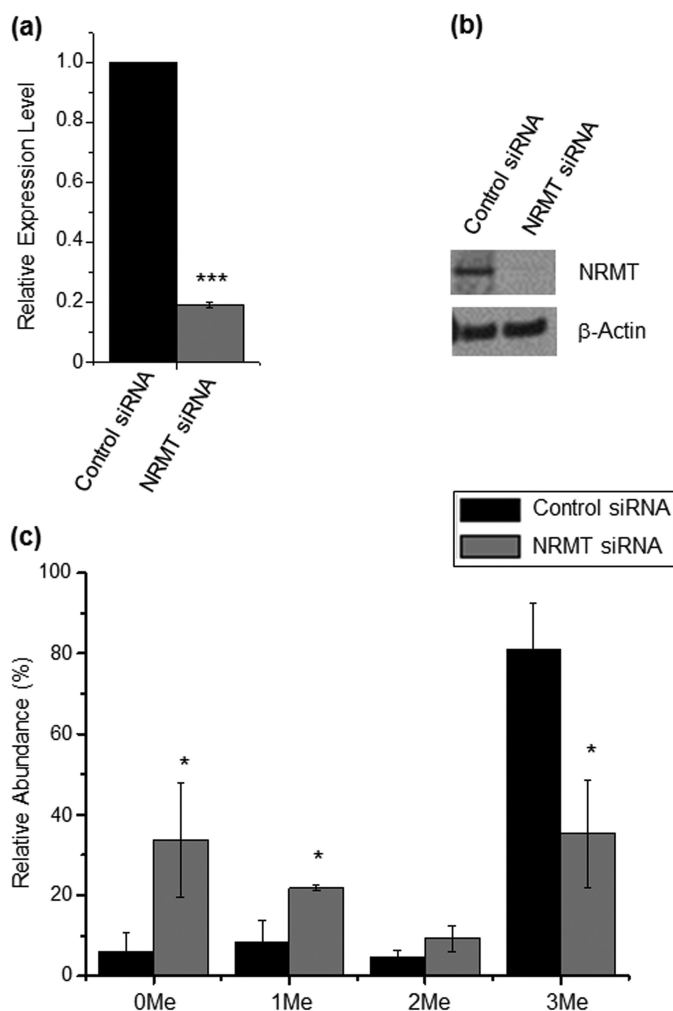 (a)
Relative Expression Level
1.0
0.8
0.6
0.4
0.2
0
***
Control siRNA
NRMT siRNA
(b)
Control siRNA
NRMT siRNA
NRMT
β-Actin
Control siRNA
NRMT siRNA
(c)
Relative Abundance (%)
100
80
60
40
20
0
*
*
*
0Me
1Me
2Me
3Me